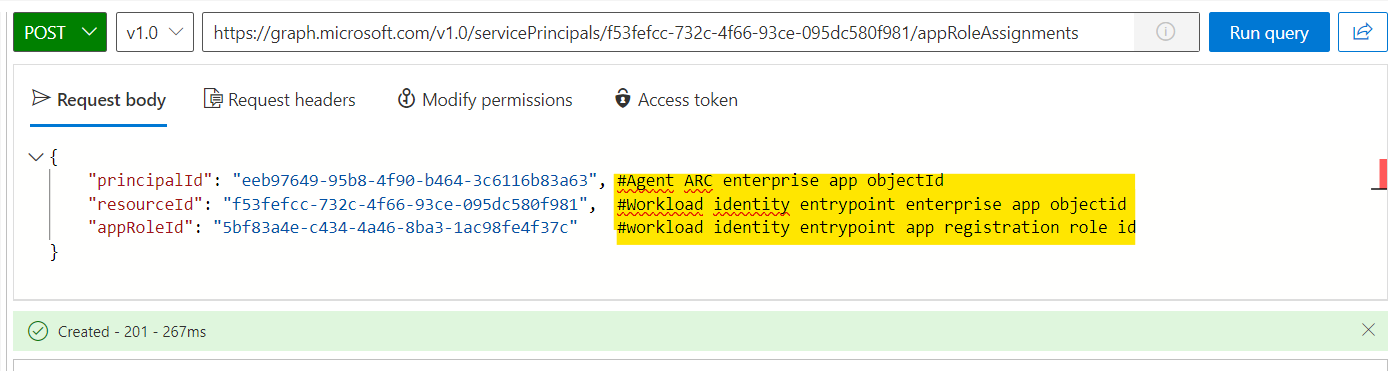 POST v1.0 https://graph.microsoft.com/v1.0/servicePrincipals/f53fefcc-732c-4f66-93ce-095dc580f981/appRoleAssignments Run query
Request body Request headers Modify permissions Access token
{
"principalId": "eeb97649-95b8-4f90-b464-3c6116b83a63", #Agent ARC enterprise app objectId
"resourceId": "f53fefcc-732c-4f66-93ce-095dc580f981", #Workload identity entrypoint enterprise app objectid
"appRoleId": "5bf83a4e-c434-4a46-8ba3-1ac98fe4f37c" #workload identity entrypoint app registration role id
}
Created - 201 - 267ms